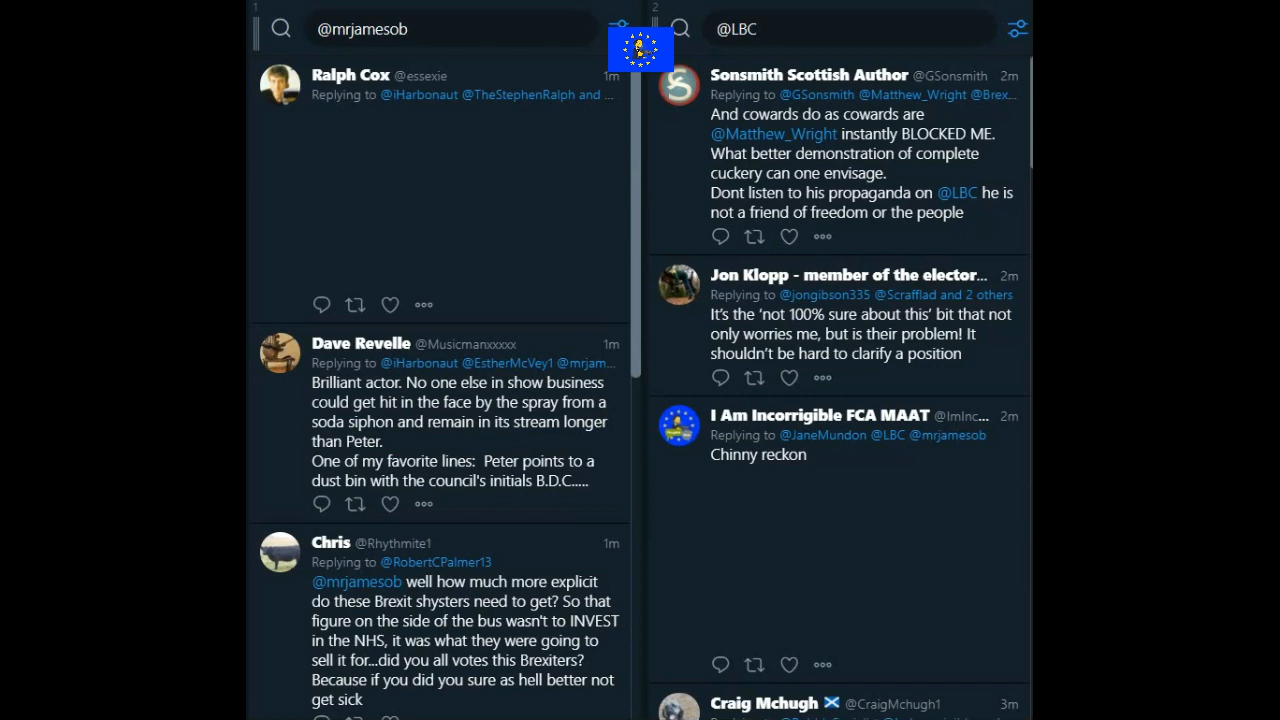 1
@mrjamesob
Ralph Cox @essexie 1m
Replying to @iHarbonaut @TheStephenRalph and ...
Dave Revelle @Musicmanxxxxx 1m
Replying to @iHarbonaut @EstherMcVey1 @mrjam...
Brilliant actor. No one else in show business
could get hit in the face by the spray from a
soda siphon and remain in its stream longer
than Peter.
One of my favorite lines:  Peter points to a
dust bin with the council's initials B.D.C.....
Chris @Rhythmite1 1m
Replying to @RobertCPalmer13
@mrjamesob well how much more explicit
do these Brexit shysters need to get? So that
figure on the side of the bus wasn't to INVEST
in the NHS, it was what they were going to
sell it for...did you all votes this Brexiters?
Because if you did you sure as hell better not
get sick
2
@LBC
Sonsmith Scottish Author @GSonsmith 2m
Replying to @GSonsmith @Matthew_Wright @Brex...
And cowards do as cowards are
@Matthew_Wright instantly BLOCKED ME.
What better demonstration of complete
cuckery can one envisage.
Dont listen to his propaganda on @LBC he is
not a friend of freedom or the people
Jon Klopp - member of the elector... 2m
Replying to @jongibson335 @Scrafflad and 2 others
It's the ‘not 100% sure about this’ bit that not
only worries me, but is their problem! It
shouldn't be hard to clarify a position
I Am Incorrigible FCA MAAT @ImInc... 2m
Replying to @JaneMundon @LBC @mrjamesob
Chinny reckon
Craig Mchugh @CraigMchugh1 3m